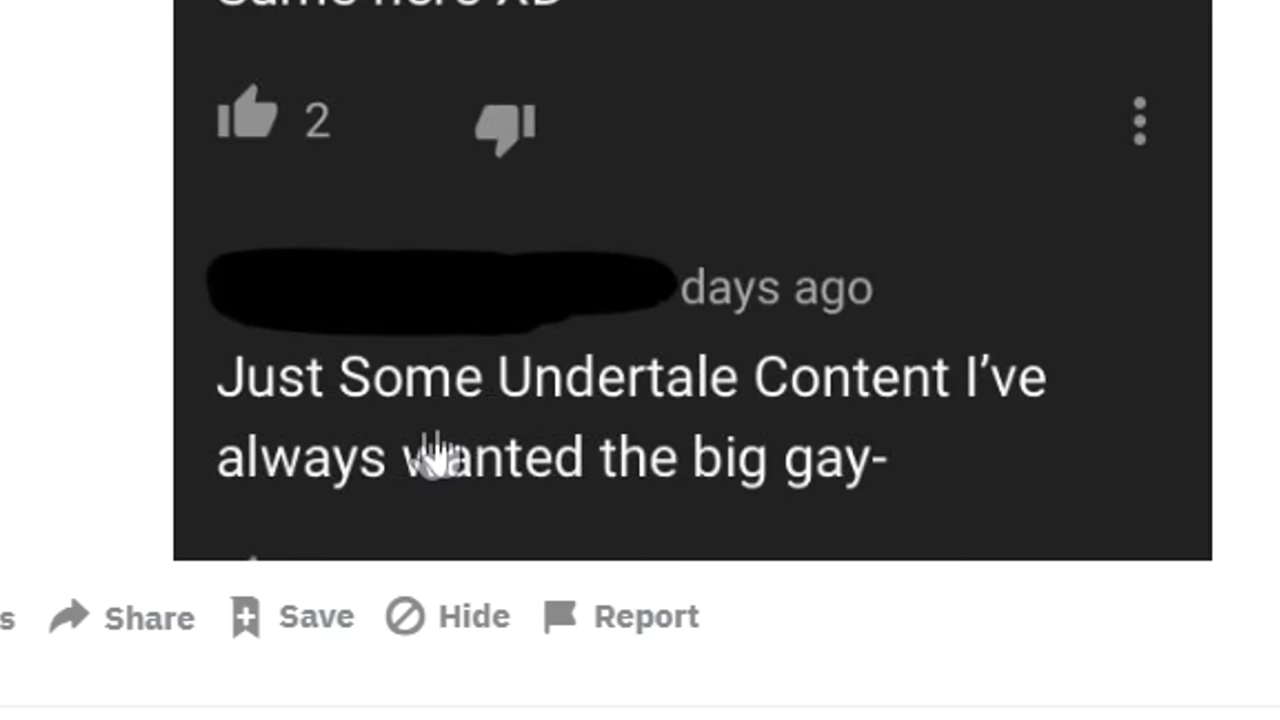 2
days ago
Just Some Undertale Content I’ve
always wanted the big gay-
s Share Save Hide Report